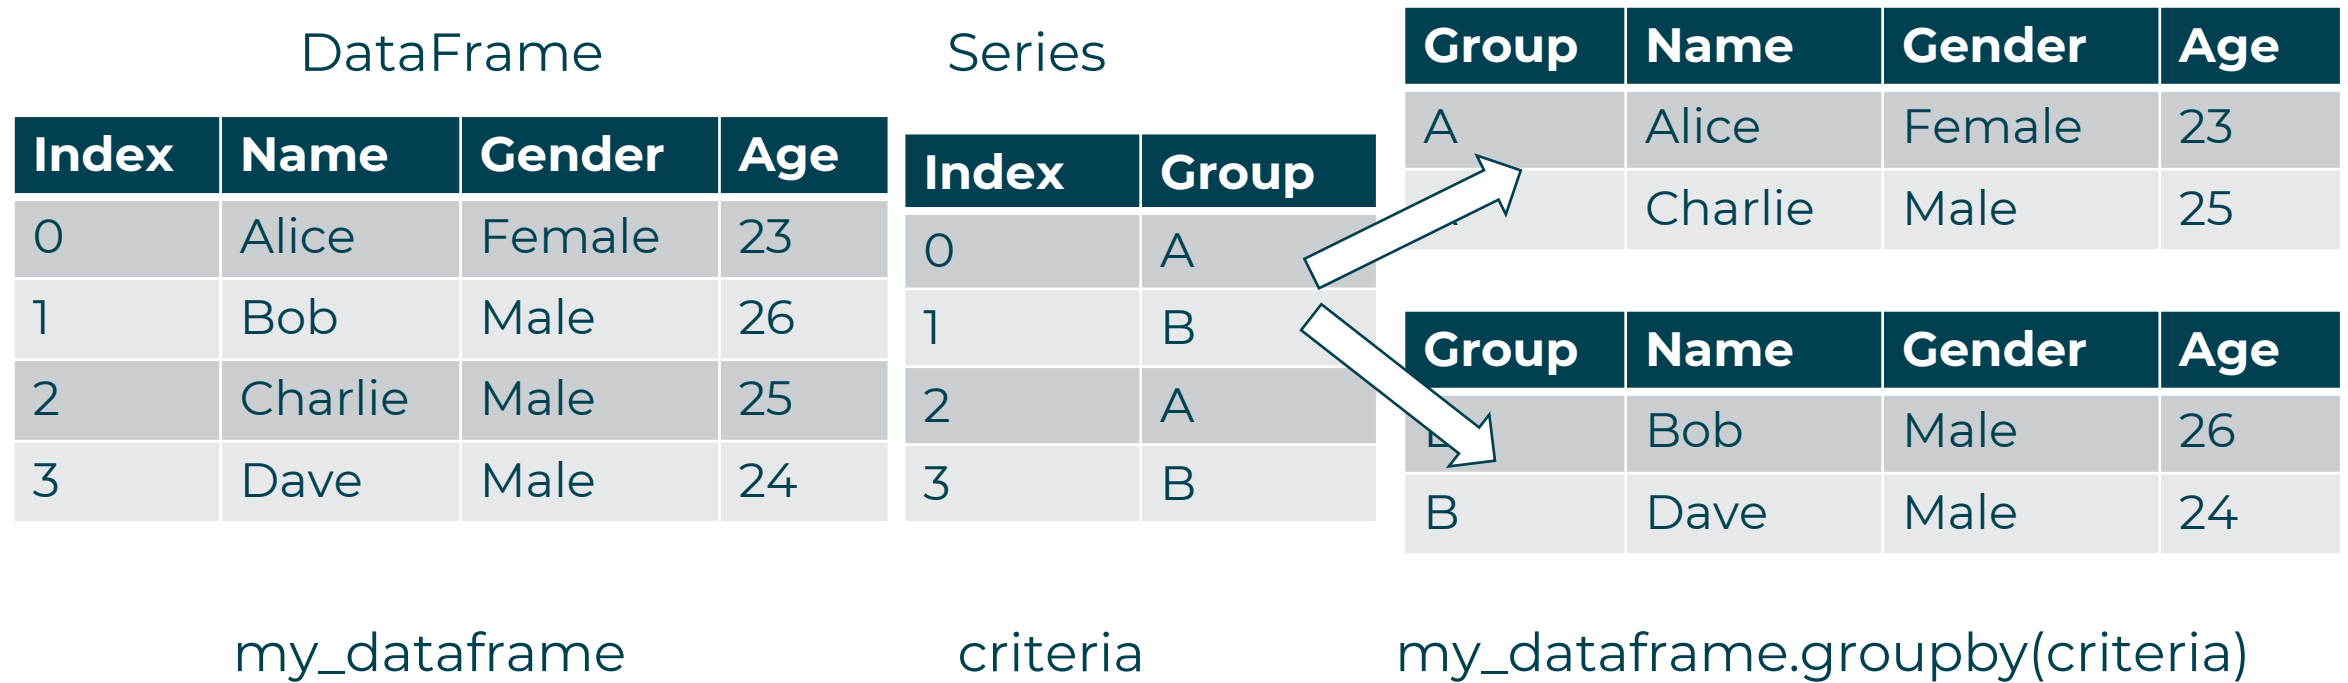 DataFrame
Index Name Gender Age
0 Alice Female 23
1 Bob Male 26
2 Charlie Male 25
3 Dave Male 24
my_dataframe
Series
Index Group
0 A
1 B
2 A
3 B
criteria
Group Name Gender Age
A Alice Female 23
Charlie Male 25
Group Name Gender Age
Bob Male 26
B Dave Male 24
my_dataframe.groupby(criteria)